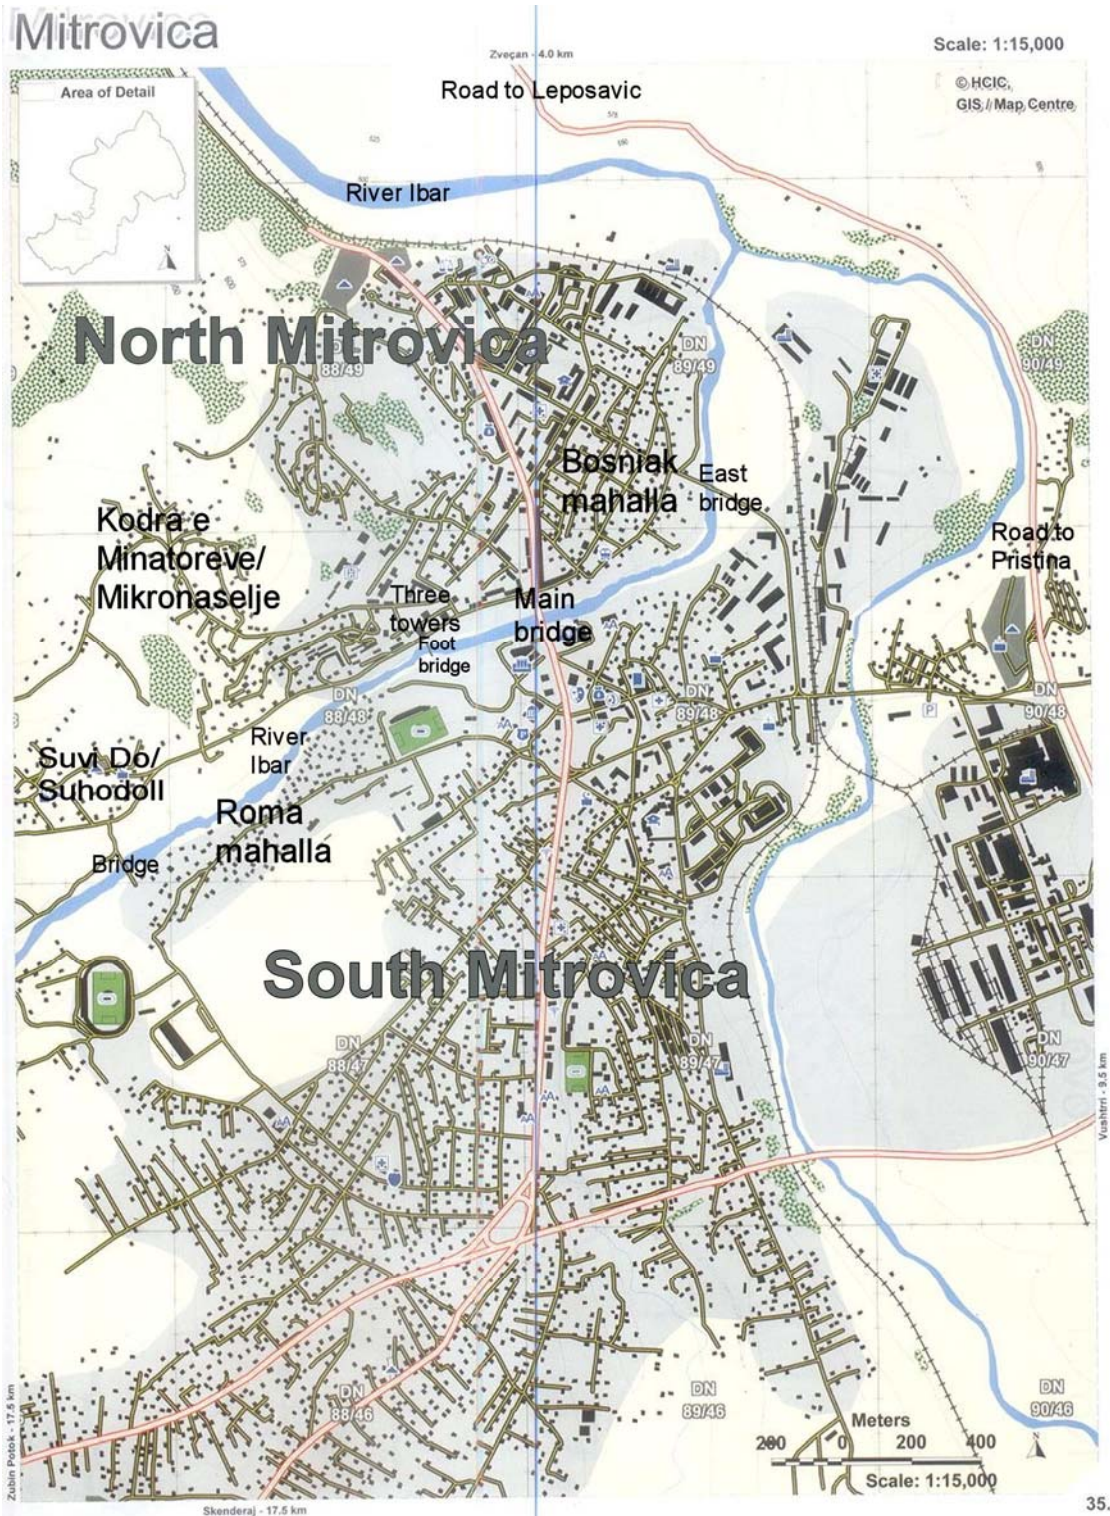 Mitrovica
Zveçan - 4.0 km
Scale: 1:15,000
Area of Detail
N
Road to Leposavic
© HCIC,
GIS / Map Centre
River Ibar
North Mitrovica
DN
88/49
DN
89/49
DN
90/49
Bosniak
mahalla
East
bridge
Kodra e
Minatoreve/
Mikronaselje
Road to
Pristina
Three
towers
Main
bridge
Foot
bridge
DN
88/48
DN
89/48
DN
90/48
P
River
Ibar
Suvi Do/
Suhodoll
Roma
mahalla
Bridge
South Mitrovica
DN
88/47
DN
89/47
DN
90/47
Vushtrri - 9.5 km
DN
88/46
DN
89/46
DN
90/46
Zubin Potok - 17.5 km
Meters
200 0 200 400
N
Scale: 1:15,000
Skenderaj - 17.5 km
35.